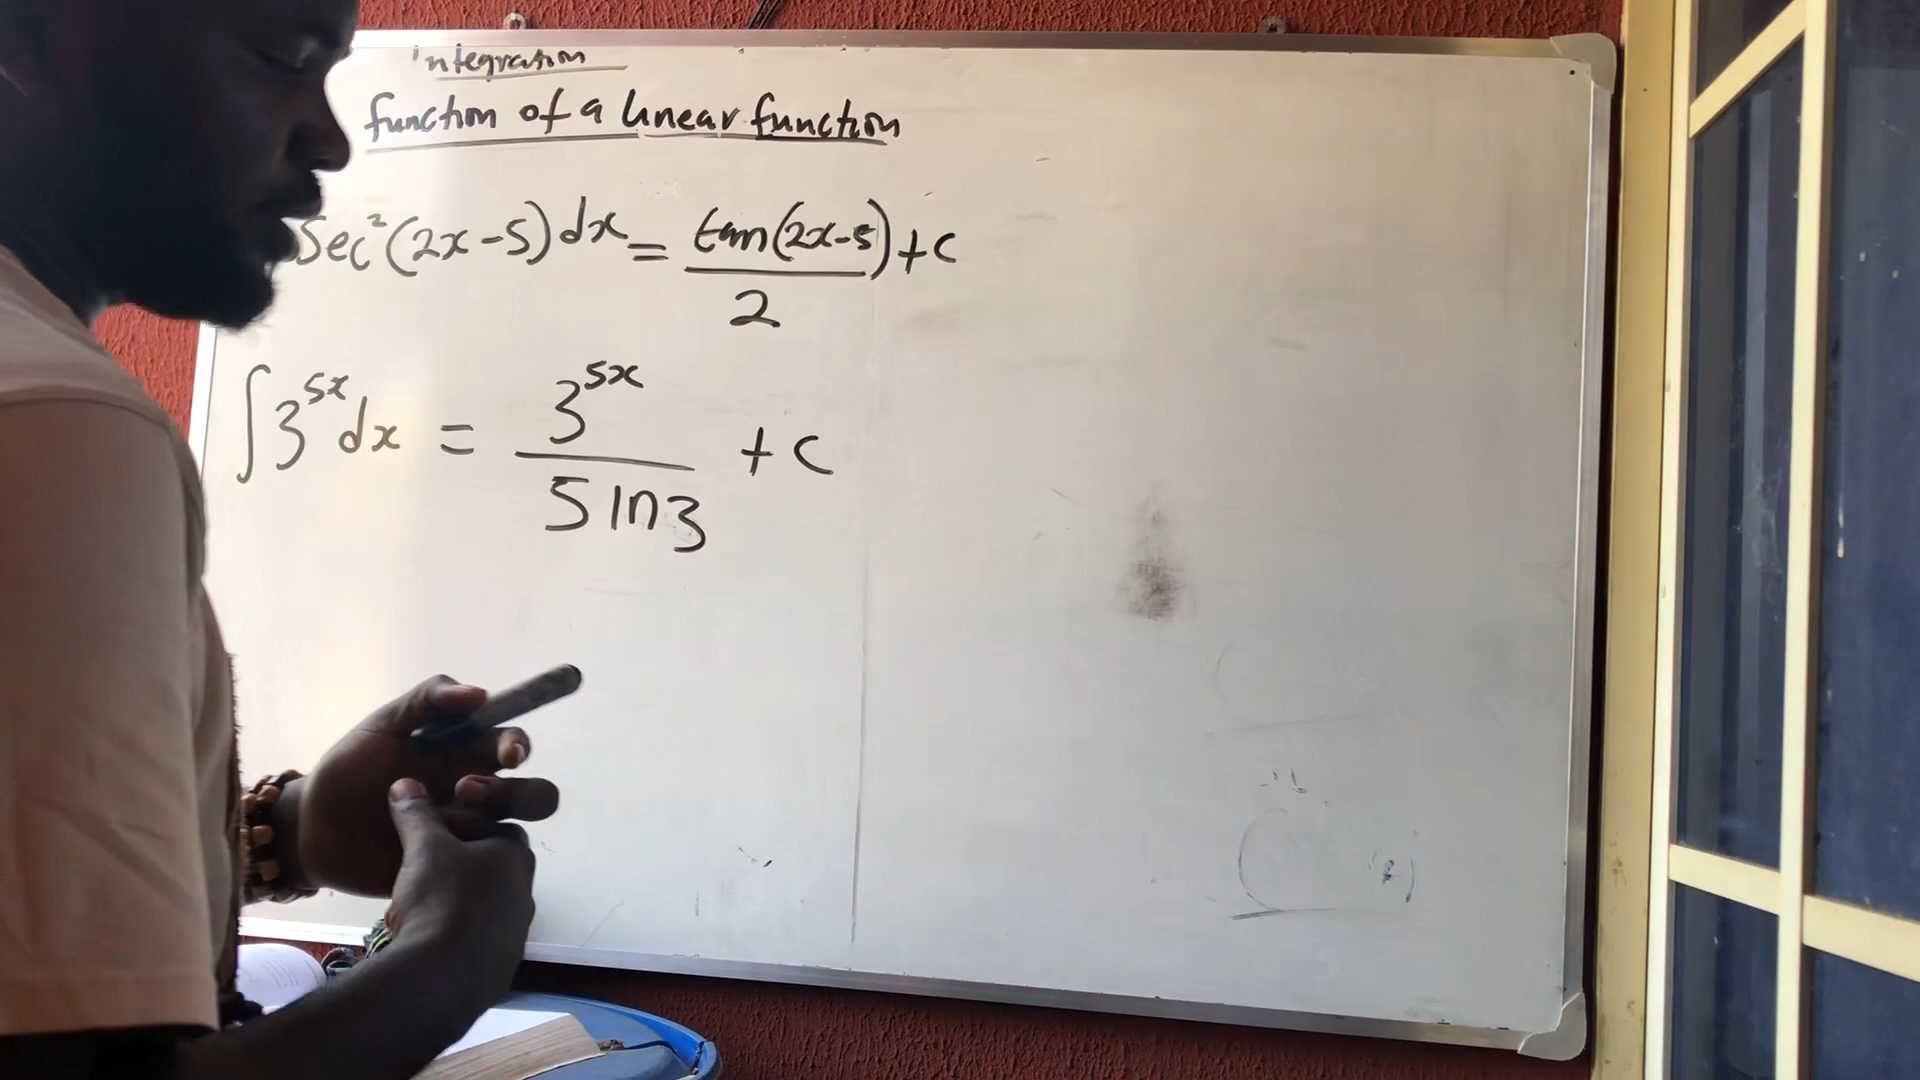 integration
function of a linear function
Sec²(2x-5)dx = tan(2x-5)/2 + c
∫3^5x dx = 3^5x/5 ln3 + c